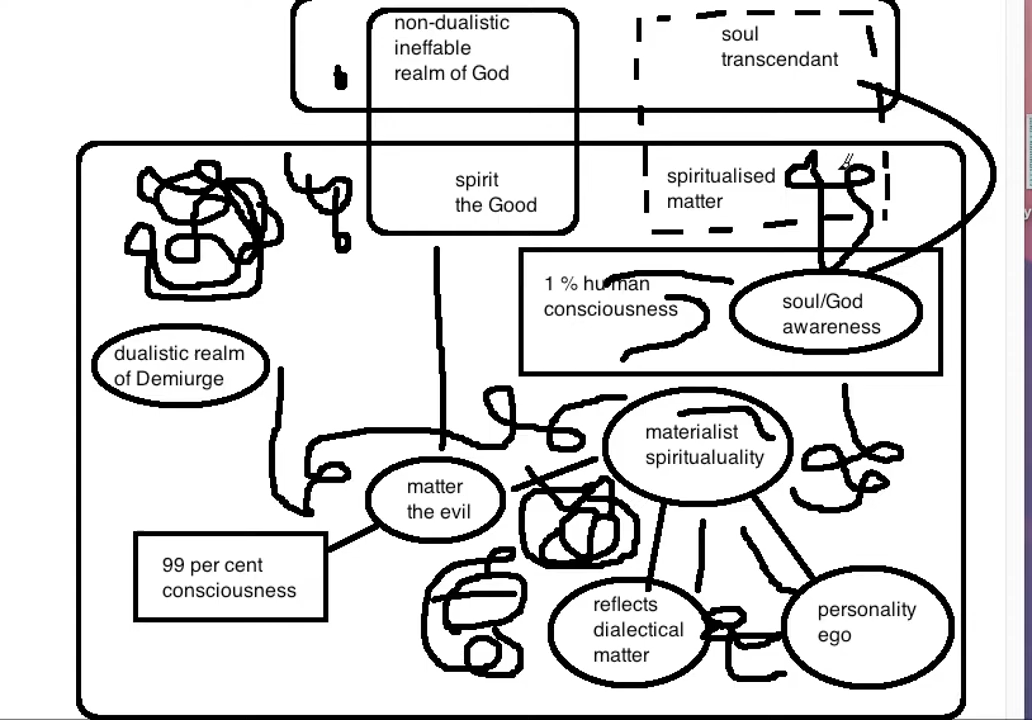 non-dualistic
ineffable
realm of God
soul
transcendant
spirit
the Good
spiritualised
matter
1 % human
consciousness
soul/God
awareness
dualistic realm
of Demiurge
materialist
spiritualuality
matter
the evil
99 per cent
consciousness
reflects
dialectical
matter
personality
ego